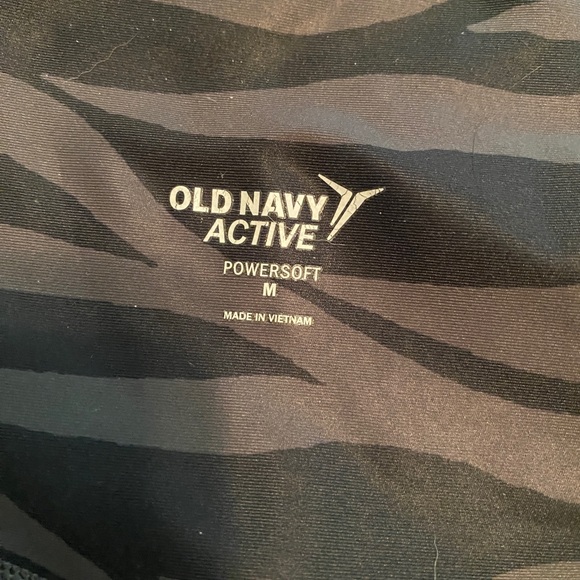 OLD NAVY
ACTIVE
POWERSOFT
M
MADE IN VIETNAM